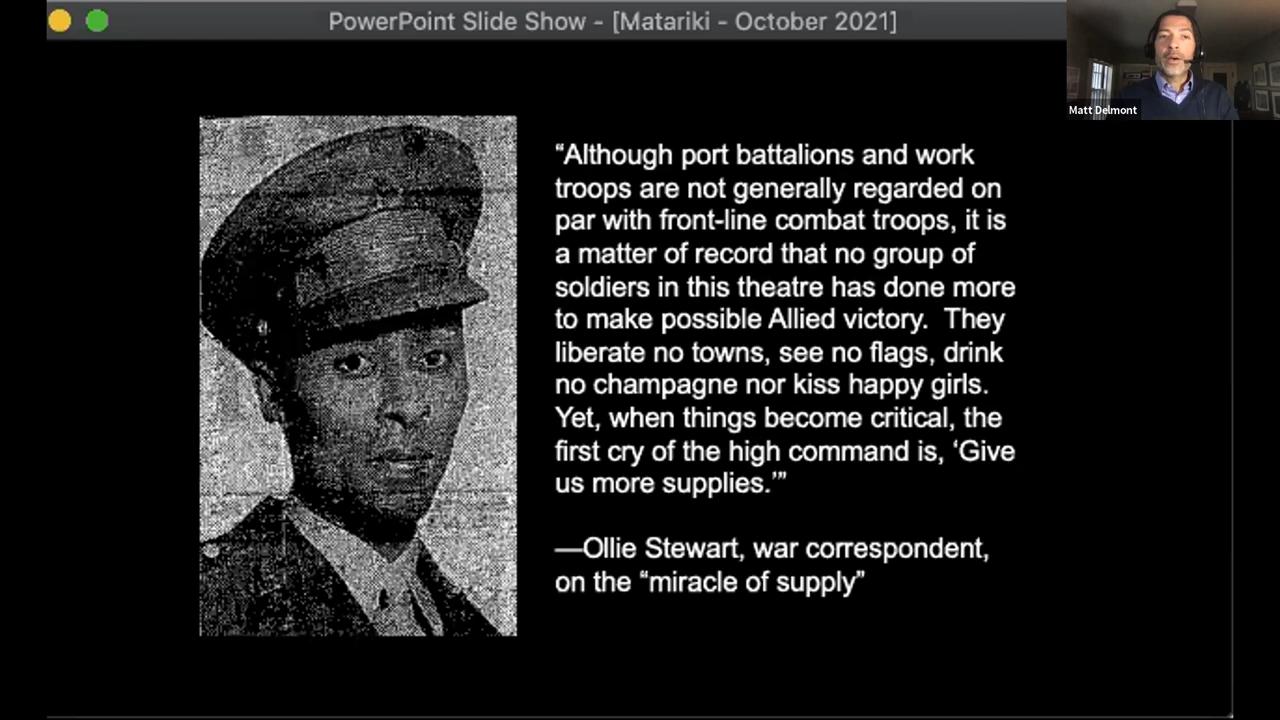 PowerPoint Slide Show - [Matariki - October 2021]
Matt Delmont
“Although port battalions and work
troops are not generally regarded on
par with front-line combat troops, it is
a matter of record that no group of
soldiers in this theatre has done more
to make possible Allied victory.  They
liberate no towns, see no flags, drink
no champagne nor kiss happy girls.
Yet, when things become critical, the
first cry of the high command is, ‘Give
us more supplies.’”
—Ollie Stewart, war correspondent,
on the “miracle of supply”